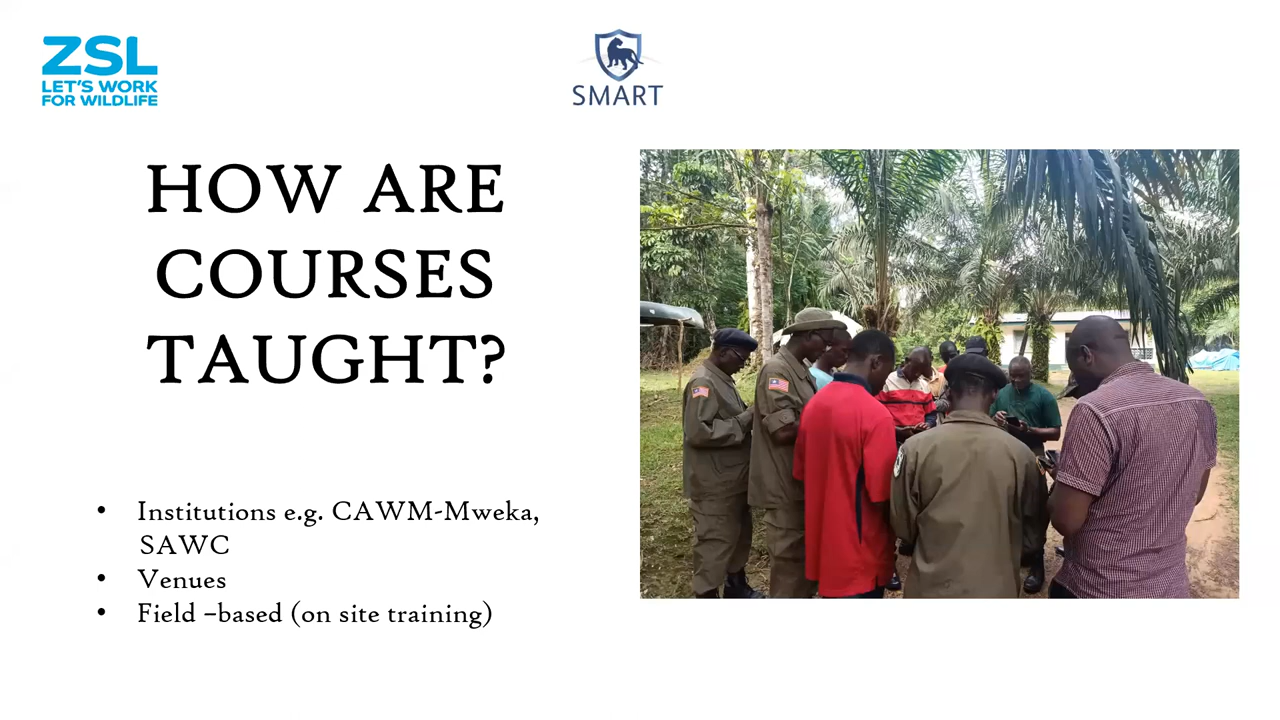 ZSL
LET'S WORK
FOR WILDLIFE
SMART
HOW ARE
COURSES
TAUGHT?
• Institutions e.g. CAWM-Mweka,
SAWC
• Venues
• Field –based (on site training)